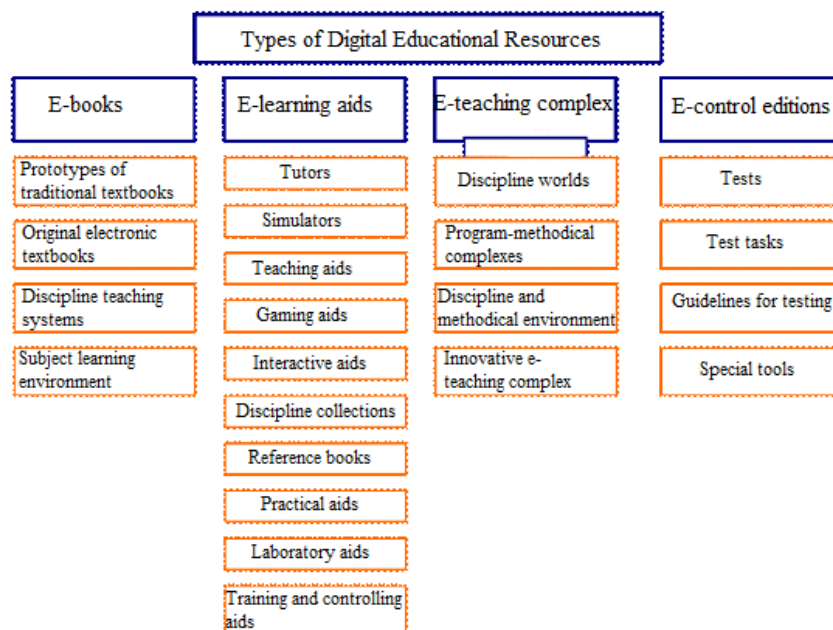 Types of Digital Educational Resources
E-books
Prototypes of
traditional textbooks
Original electronic
textbooks
Discipline teaching
systems
Subject learning
environment
E-learning aids
Tutors
Simulators
Teaching aids
Gaming aids
Interactive aids
Discipline collections
Reference books
Practical aids
Laboratory aids
Training and controlling
aids
E-teaching complex
Discipline worlds
Program-methodical
complexes
Discipline and
methodical environment
Innovative e-
teaching complex
E-control editions
Tests
Test tasks
Guidelines for testing
Special tools